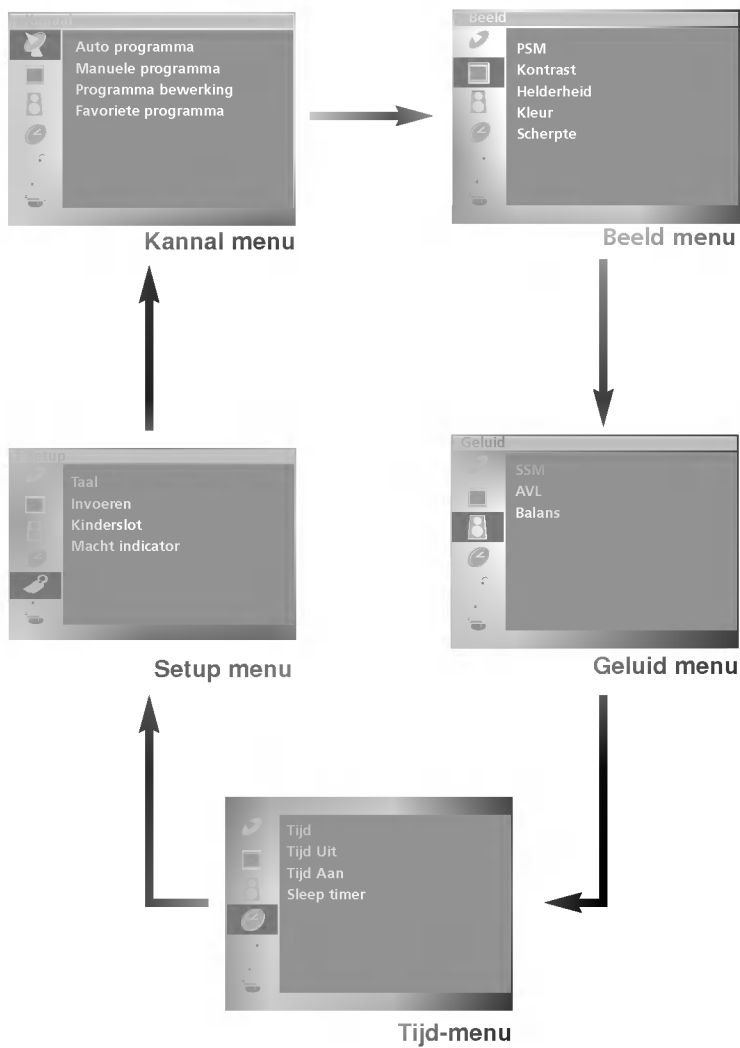 Kannal
Auto programma
Manuele programma
Programma bewerking
Favoriete programma
Kannal menu
Beeld
PSM
Kontrast
Helderheid
Kleur
Scherpte
Beeld menu
Setup
Taal
Invoeren
Kinderslot
Macht indicator
Setup menu
Geluid
SSM
AVL
Balans
Geluid menu
Tijd
Tijd Uit
Tijd Aan
Sleep timer
Tijd-menu